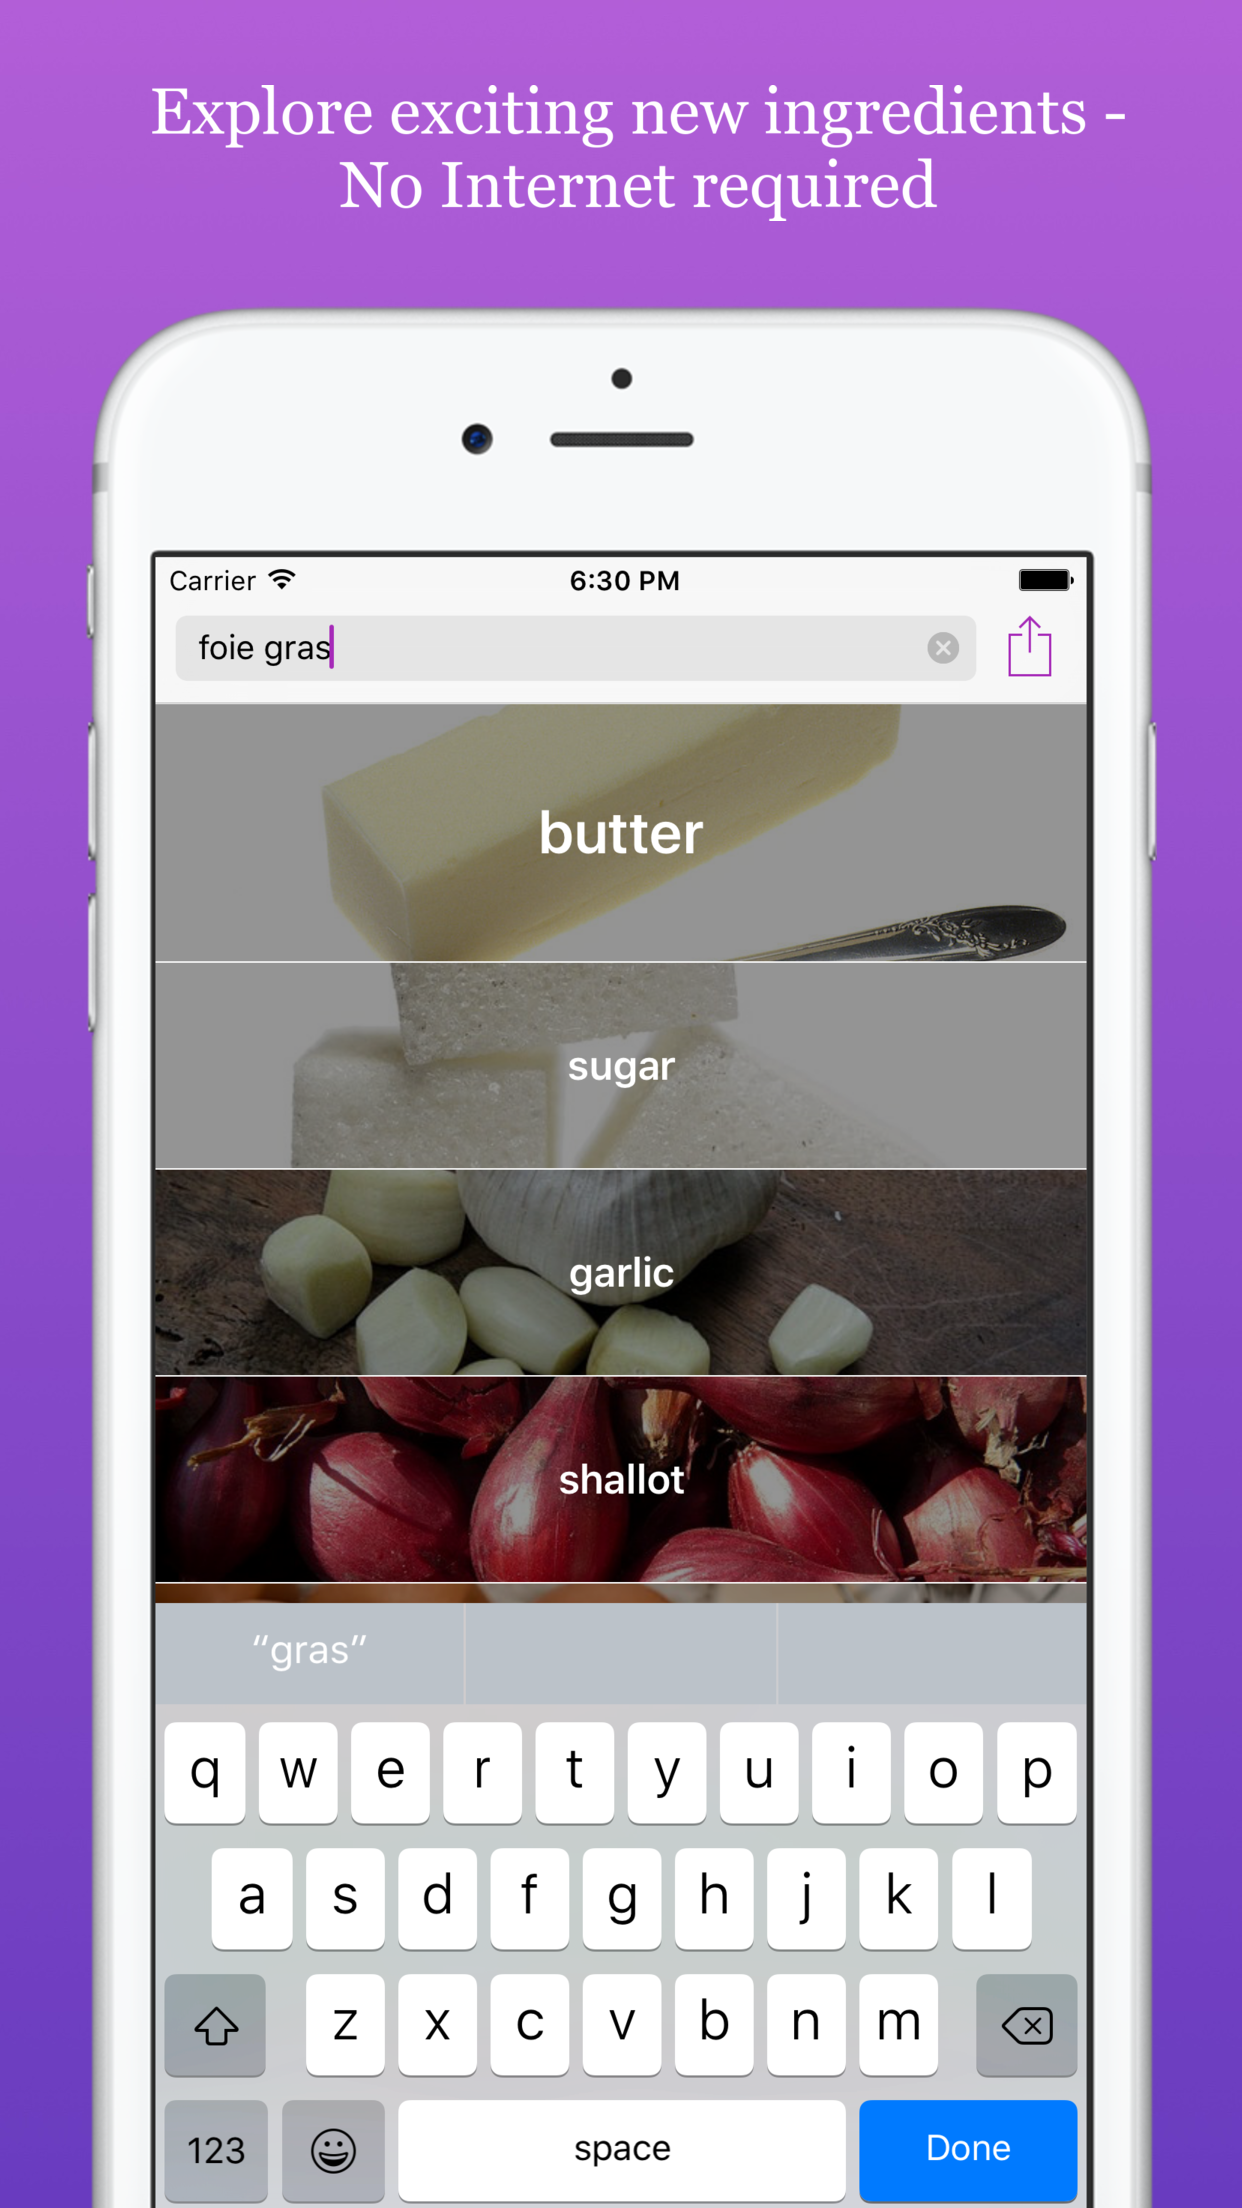 Explore exciting new ingredients -
No Internet required
Carrier 6:30 PM
foie gras
butter
sugar
garlic
shallot
“gras”
q w e r t y u i o p
a s d f g h j k l
z x c v b n m
123 space Done